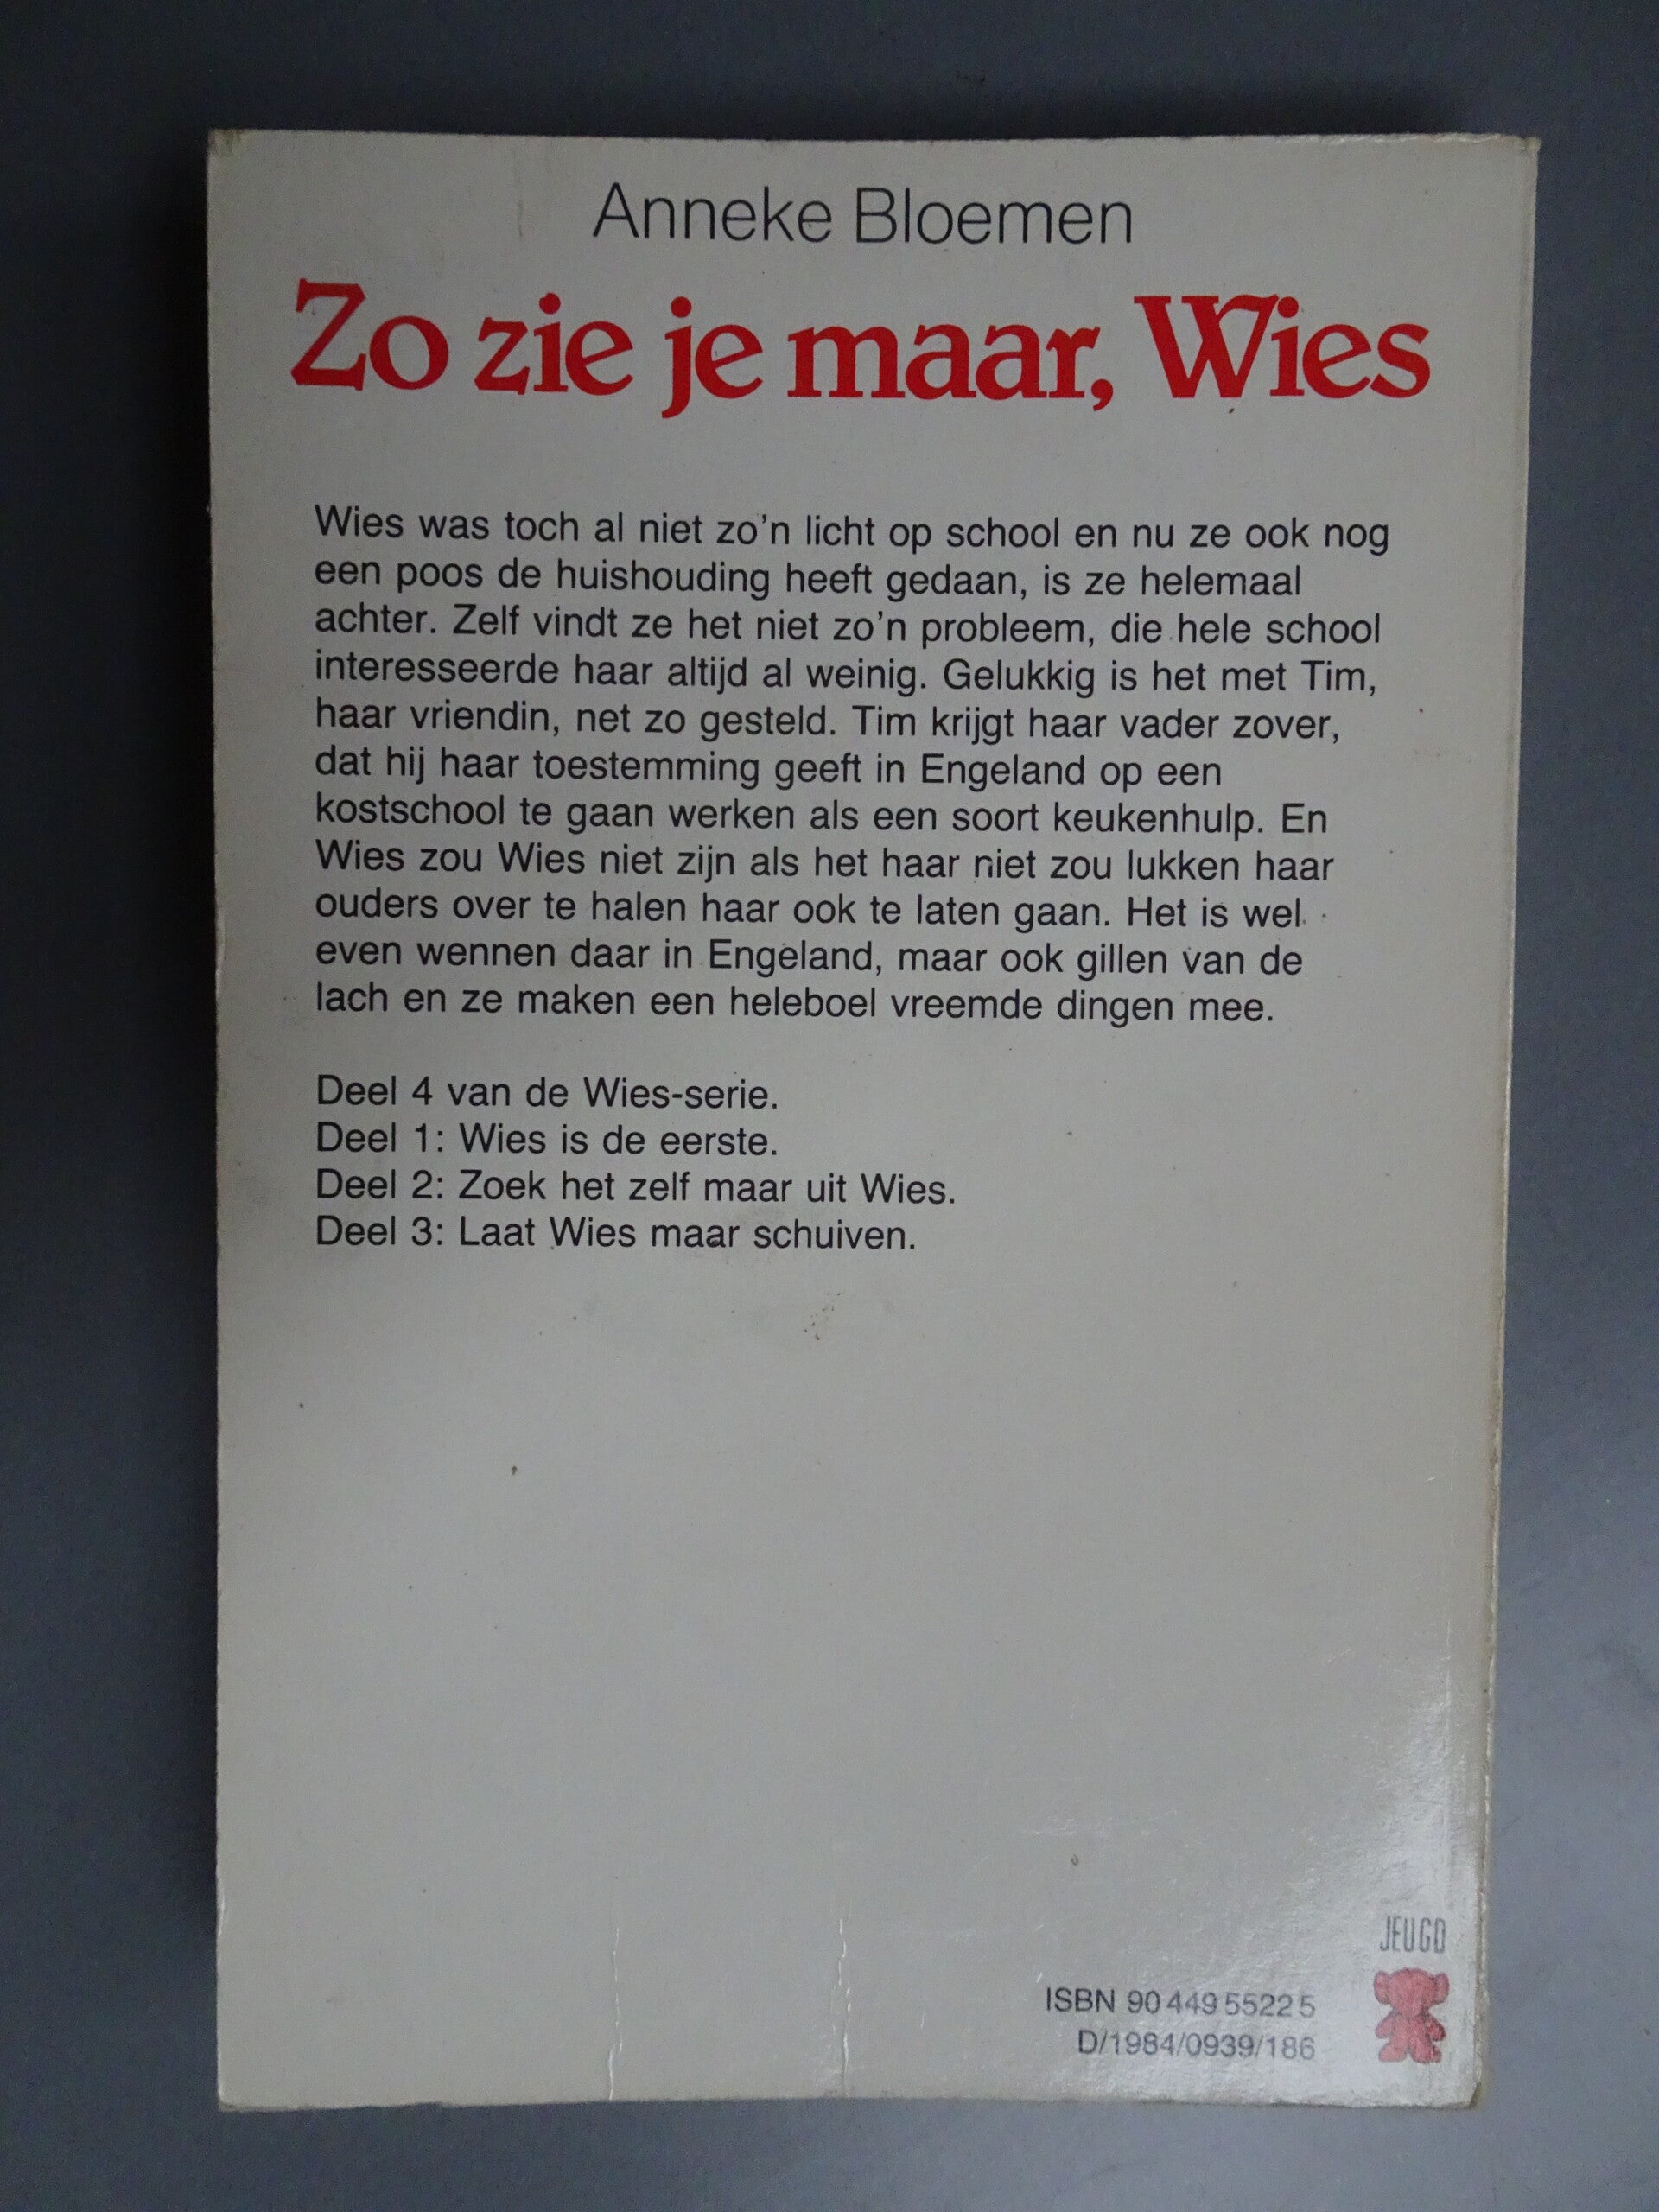 Anneke Bloemen
Zo zie je maar, Wies
Wies was toch al niet zo'n licht op school en nu ze ook nog
een poos de huishouding heeft gedaan, is ze helemaal
achter. Zelf vindt ze het niet zo'n probleem, die hele school
interesseerde haar altijd al weinig. Gelukkig is het met Tim,
haar vriendin, net zo gesteld. Tim krijgt haar vader zover,
dat hij haar toestemming geeft in Engeland op een
kostschool te gaan werken als een soort keukenhulp. En
Wies zou Wies niet zijn als het haar niet zou lukken haar
ouders over te halen haar ook te laten gaan. Het is wel
even wennen daar in Engeland, maar ook gillen van de
lach en ze maken een heleboel vreemde dingen mee.
Deel 4 van de Wies-serie.
Deel 1: Wies is de eerste.
Deel 2: Zoek het zelf maar uit Wies.
Deel 3: Laat Wies maar schuiven.
JEUGD
ISBN 90 449 5522 5
D/1984/0939/186